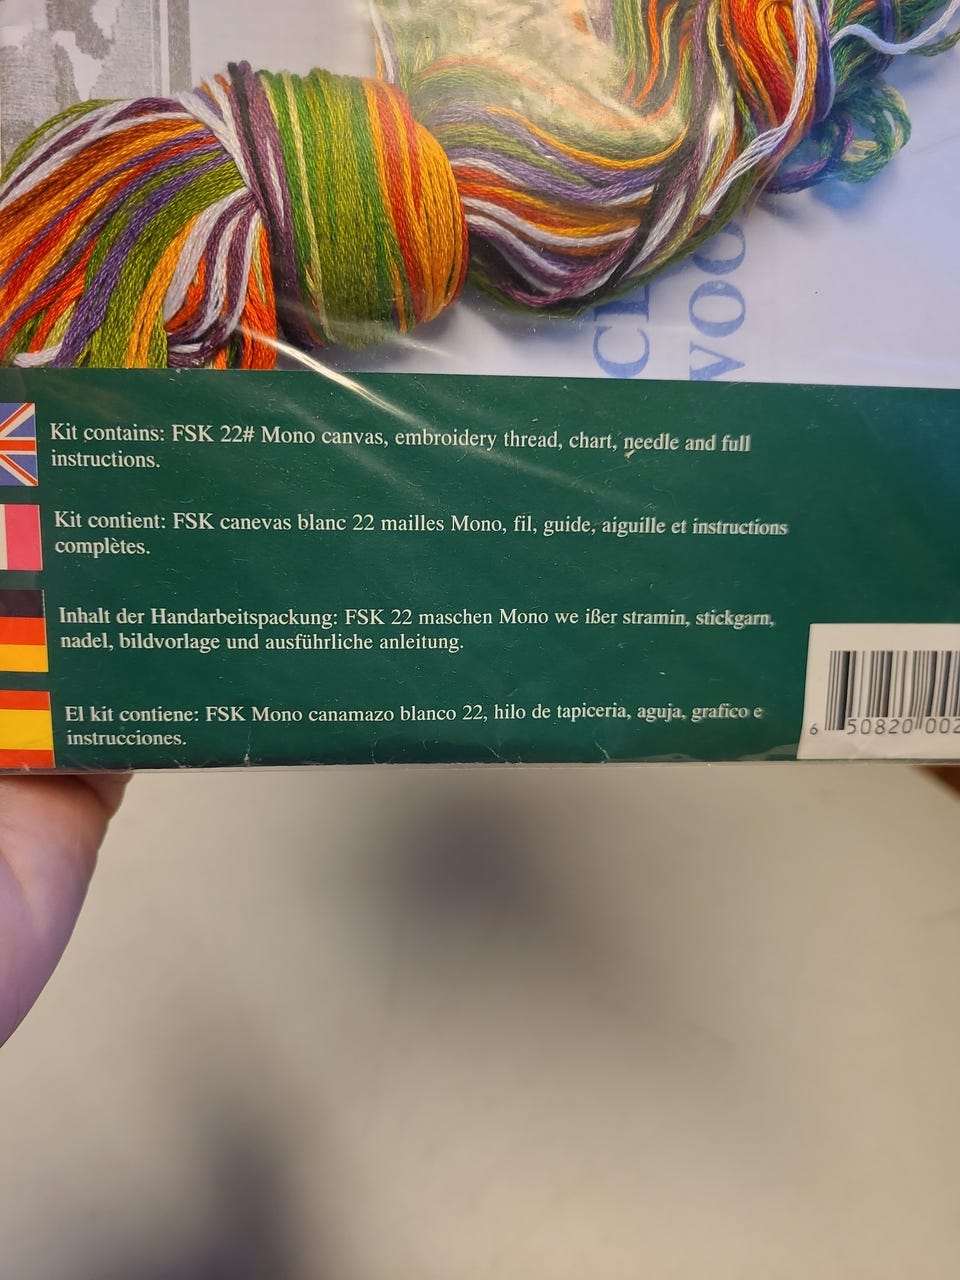 CL
WOO
Kit contains: FSK 22# Mono canvas, embroidery thread, chart, needle and full
instructions.
Kit contient: FSK canevas blanc 22 mailles Mono, fil, guide, aiguille et instructions
complètes.
Inhalt der Handarbeitspackung: FSK 22 maschen Mono we ißer stramin, stickgarn,
nadel, bildvorlage und ausführliche anleitung.
El kit contiene: FSK Mono canamazo blanco 22, hilo de tapiceria, aguja, grafico e
instrucciones.
6 50820 002